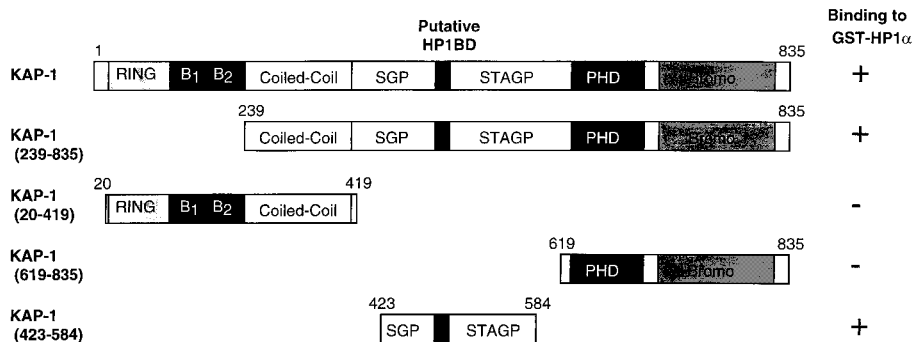 Putative
HP1BD
Binding to
GST-HP1α
1
835
KAP-1
RING B1 B2 Coiled-Coil SGP STAGP PHD Bromo
+
239
835
KAP-1
(239-835)
Coiled-Coil SGP STAGP PHD Bromo
+
20
419
KAP-1
(20-419)
RING B1 B2 Coiled-Coil
-
619
835
KAP-1
(619-835)
PHD Bromo
-
423
584
KAP-1
(423-584)
SGP STAGP
+